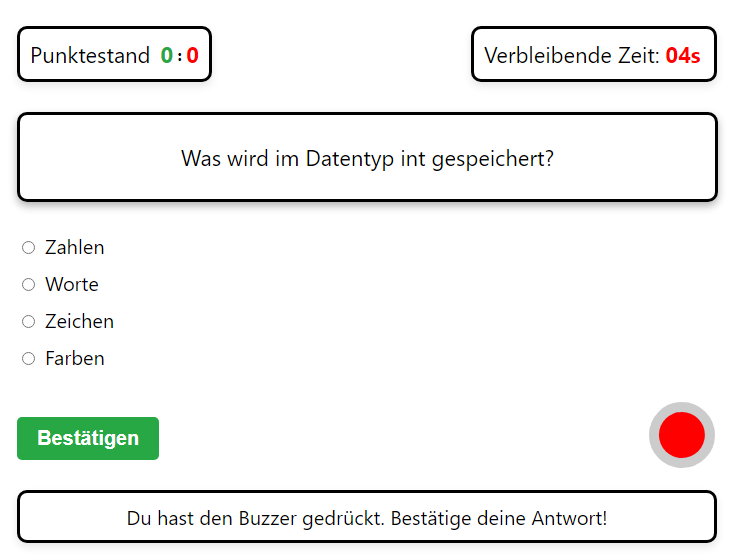 Punktestand 0:0
Verbleibende Zeit: 04s
Was wird im Datentyp int gespeichert?
Zahlen
Worte
Zeichen
Farben
Bestätigen
Du hast den Buzzer gedrückt. Bestätige deine Antwort!